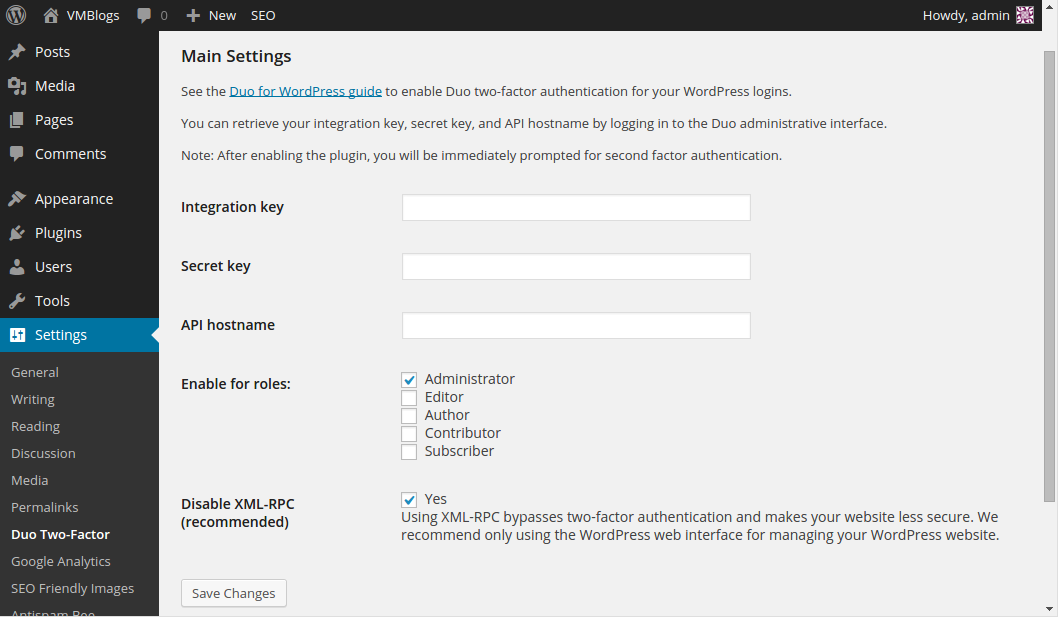 VMBlogs 0 New SEO Howdy, admin
Posts
Media
Pages
Comments
Appearance
Plugins
Users
Tools
Settings
General
Writing
Reading
Discussion
Media
Permalinks
Duo Two-Factor
Google Analytics
SEO Friendly Images
Antispam Bee
Main Settings
See the Duo for WordPress guide to enable Duo two-factor authentication for your WordPress logins.
You can retrieve your integration key, secret key, and API hostname by logging in to the Duo administrative interface.
Note: After enabling the plugin, you will be immediately prompted for second factor authentication.
Integration key
Secret key
API hostname
Enable for roles:
Administrator
Editor
Author
Contributor
Subscriber
Disable XML-RPC
(recommended)
Yes
Using XML-RPC bypasses two-factor authentication and makes your website less secure. We
recommend only using the WordPress web interface for managing your WordPress website.
Save Changes